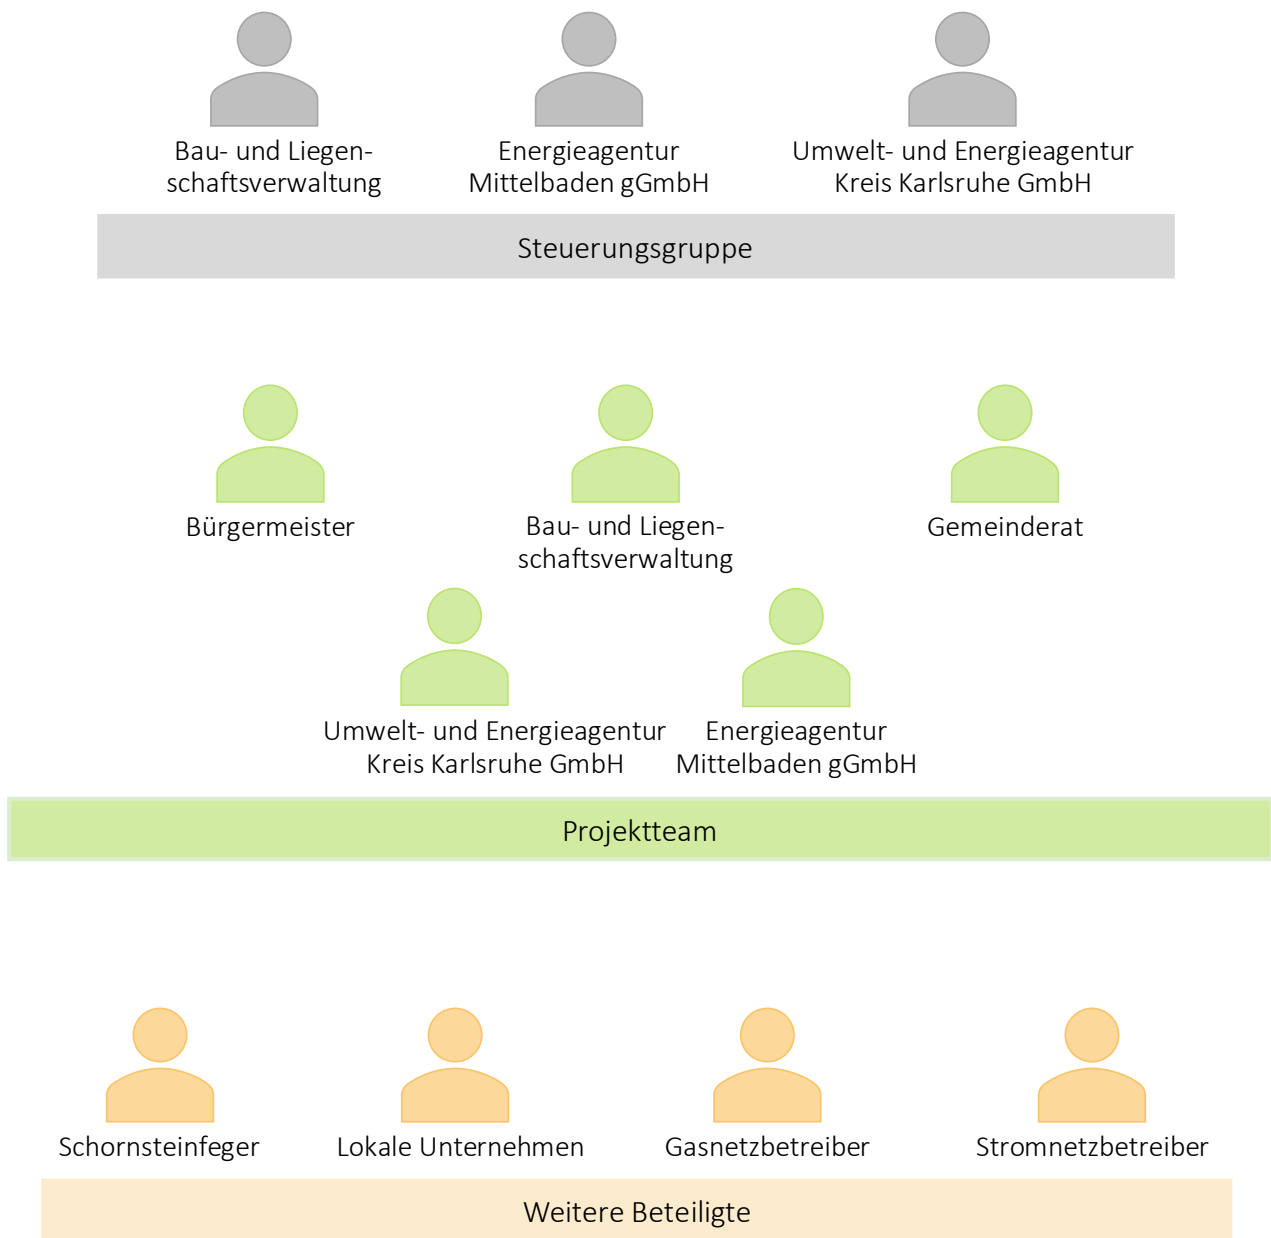 Bau- und Liegen-
schaftsverwaltung
Energieagentur
Mittelbaden gGmbH
Umwelt- und Energieagentur
Kreis Karlsruhe GmbH
Steuerungsgruppe
Bürgermeister
Bau- und Liegen-
schaftsverwaltung
Gemeinderat
Umwelt- und Energieagentur
Kreis Karlsruhe GmbH
Energieagentur
Mittelbaden gGmbH
Projektteam
Schornsteinfeger
Lokale Unternehmen
Gasnetzbetreiber
Stromnetzbetreiber
Weitere Beteiligte